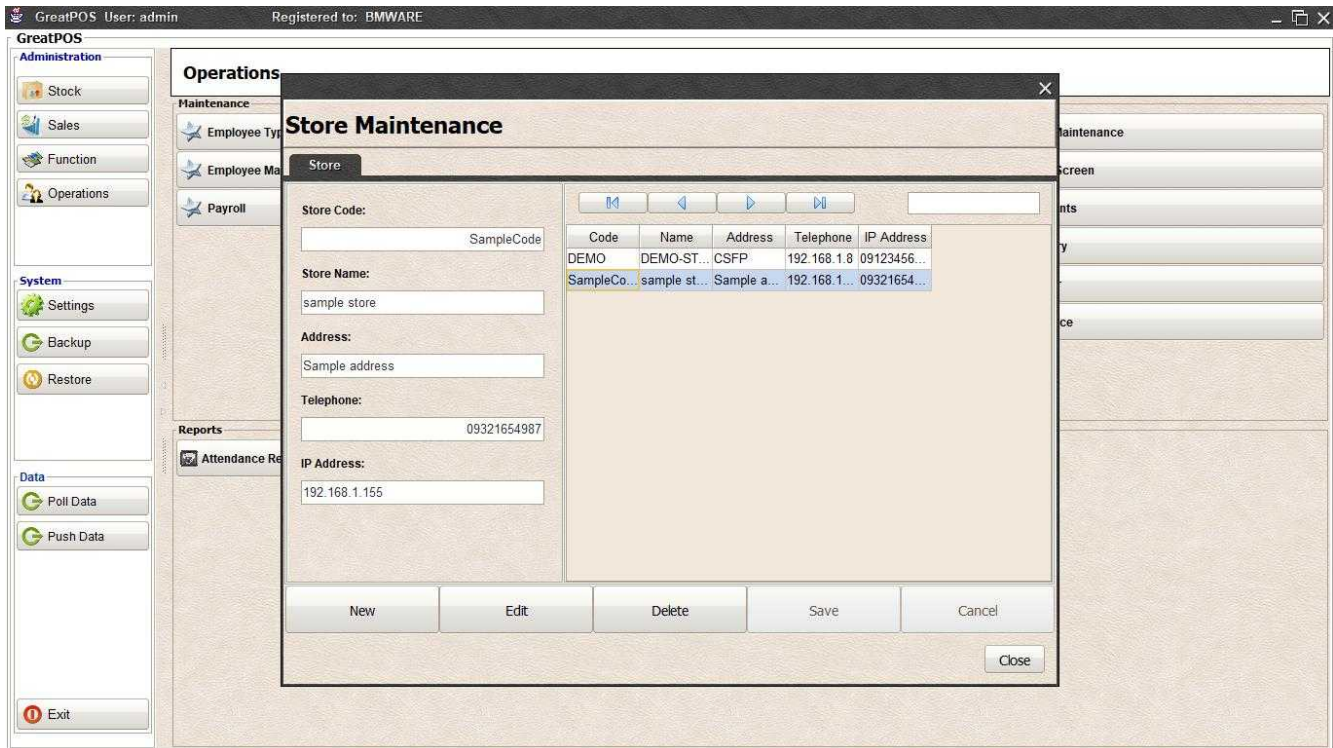 GreatPOS User: admin Registered to: BMWARE
GreatPOS
Administration
Stock
Sales
Function
Operations
System
Settings
Backup
Restore
Data
Poll Data
Push Data
Exit
Operations
Maintenance
Employee Typ
Employee Ma
Payroll
Reports
Attendance Re
Store Maintenance
Store
Store Code:
SampleCode
Store Name:
sample store
Address:
Sample address
Telephone:
09321654987
IP Address:
192.168.1.155
Code Name Address Telephone IP Address
DEMO DEMO-ST... CSFP 192.168.1.8 09123456...
SampleCo... sample st... Sample a... 192.168.1... 09321654...
New Edit Delete Save Cancel
Close
Maintenance
Screen
nts
ry
ce